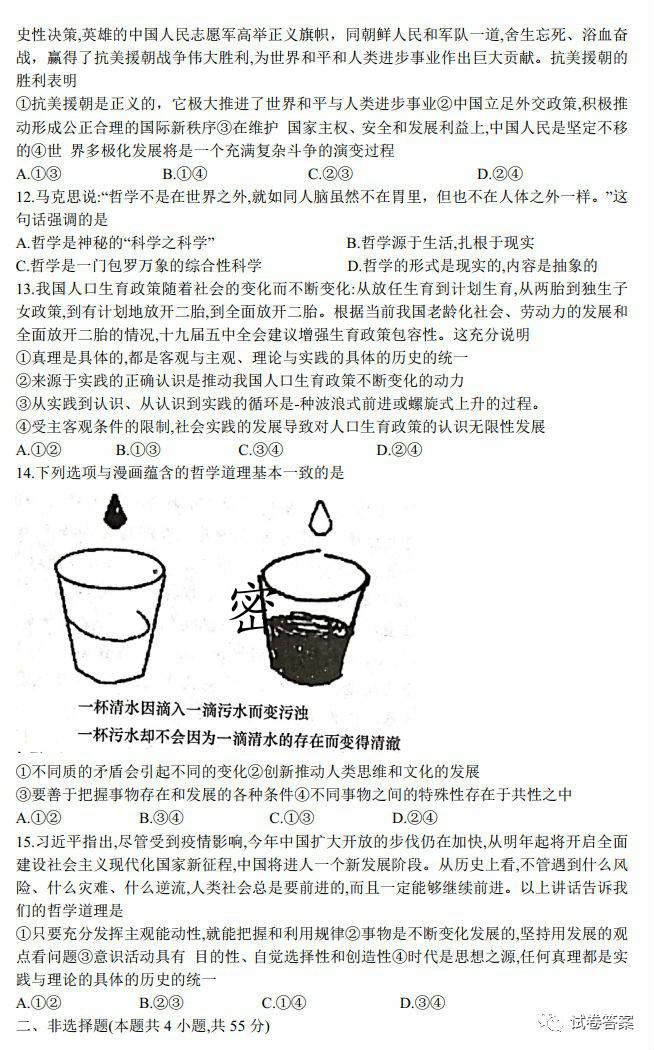 史性决策,英雄的中国人民志愿军高举正义旗帜，同朝鲜人民和军队一道,舍生忘死、浴血奋
战，赢得了抗美援朝战争伟大胜利,为世界和平和人类进步事业作出巨大贡献。抗美援朝的
胜利表明
①抗美援朝是正义的，它极大推进了世界和平与人类进步事业②中国立足外交政策,积极推
动形成公正合理的国际新秩序③在维护 国家主权、安全和发展利益上,中国人民是坚定不移
的④世 界多极化发展将是一个充满复杂斗争的演变过程
A.①③ B.①④ C.②③ D.②④
12.马克思说:“哲学不是在世界之外,就如同人脑虽然不在胃里，但也不在人体之外一样。”这
句话强调的是
A.哲学是神秘的“科学之科学” B.哲学源于生活,扎根于现实
C.哲学是一门包罗万象的综合性科学 D.哲学的形式是现实的,内容是抽象的
13.我国人口生育政策随着社会的变化而不断变化:从放任生育到计划生育,从两胎到独生子
女政策,到有计划地放开二胎,到全面放开二胎。根据当前我国老龄化社会、劳动力的发展和
全面放开二胎的情况,十九届五中全会建议增强生育政策包容性。这充分说明
①真理是具体的,都是客观与主观、理论与实践的具体的历史的统一
②来源于实践的正确认识是推动我国人口生育政策不断变化的动力
③从实践到认识、从认识到实践的循环是-种波浪式前进或螺旋式上升的过程。
④受主客观条件的限制,社会实践的发展导致对人口生育政策的认识无限性发展
A.①② B.①③ C.③④ D.②④
14.下列选项与漫画蕴含的哲学道理基本一致的是
密
一杯清水因滴入一滴污水而变污浊
一杯污水却不会因为一滴清水的存在而变得清澈
①不同质的矛盾会引起不同的变化②创新推动人类思维和文化的发展
③要善于把握事物存在和发展的各种条件④不同事物之间的特殊性存在于共性之中
A.①② B.③④ C.①③ D.②④
15.习近平指出,尽管受到疫情影响,今年中国扩大开放的步伐仍在加快,从明年起将开启全面
建设社会主义现代化国家新征程,中国将进人一个新发展阶段。从历史上看,不管遇到什么风
险、什么灾难、什么逆流,人类社会总是要前进的,而且一定能够继续前进。以上讲话告诉我
们的哲学道理是
①只要充分发挥主观能动性,就能把握和利用规律②事物是不断变化发展的,坚持用发展的观
点看问题③意识活动具有 目的性、自觉选择性和创造性④时代是思想之源,任何真理都是实
践与理论的具体的历史的统一
A.①② B.②③ C.①④ D.③④
二、非选择题(本题共 4 小题,共 55 分)
试卷答案